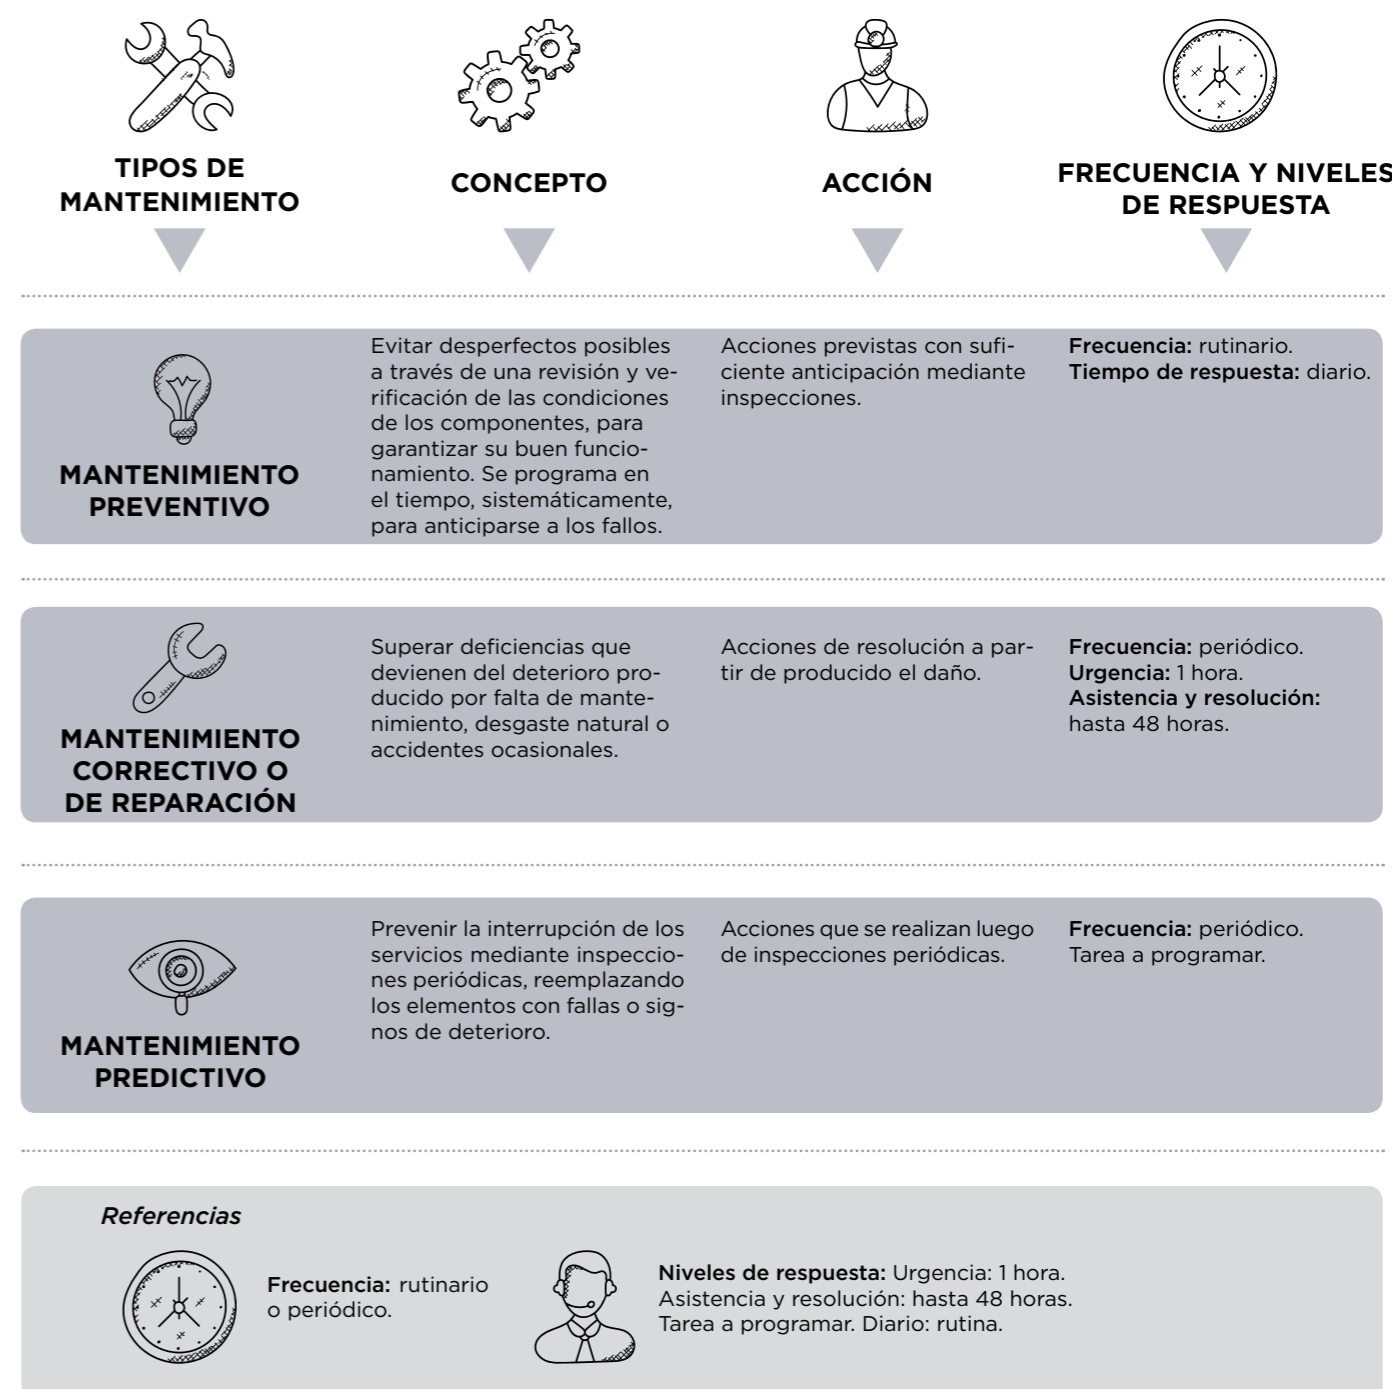 TIPOS DE
MANTENIMIENTO
CONCEPTO
ACCIÓN
FRECUENCIA Y NIVELES
DE RESPUESTA
MANTENIMIENTO
PREVENTIVO
Evitar desperfectos posibles
a través de una revisión y ve-
rificación de las condiciones
de los componentes, para
garantizar su buen funcio-
namiento. Se programa en
el tiempo, sistemáticamente,
para anticiparse a los fallos.
Acciones previstas con sufi-
ciente anticipación mediante
inspecciones.
Frecuencia: rutinario.
Tiempo de respuesta: diario.
MANTENIMIENTO
CORRECTIVO O
DE REPARACIÓN
Superar deficiencias que
devienen del deterioro pro-
ducido por falta de mante-
nimiento, desgaste natural o
accidentes ocasionales.
Acciones de resolución a par-
tir de producido el daño.
Frecuencia: periódico.
Urgencia: 1 hora.
Asistencia y resolución:
hasta 48 horas.
MANTENIMIENTO
PREDICTIVO
Prevenir la interrupción de los
servicios mediante inspeccio-
nes periódicas, reemplazando
los elementos con fallas o sig-
nos de deterioro.
Acciones que se realizan luego
de inspecciones periódicas.
Frecuencia: periódico.
Tarea a programar.
Referencias
Frecuencia: rutinario
o periódico.
Niveles de respuesta: Urgencia: 1 hora.
Asistencia y resolución: hasta 48 horas.
Tarea a programar. Diario: rutina.